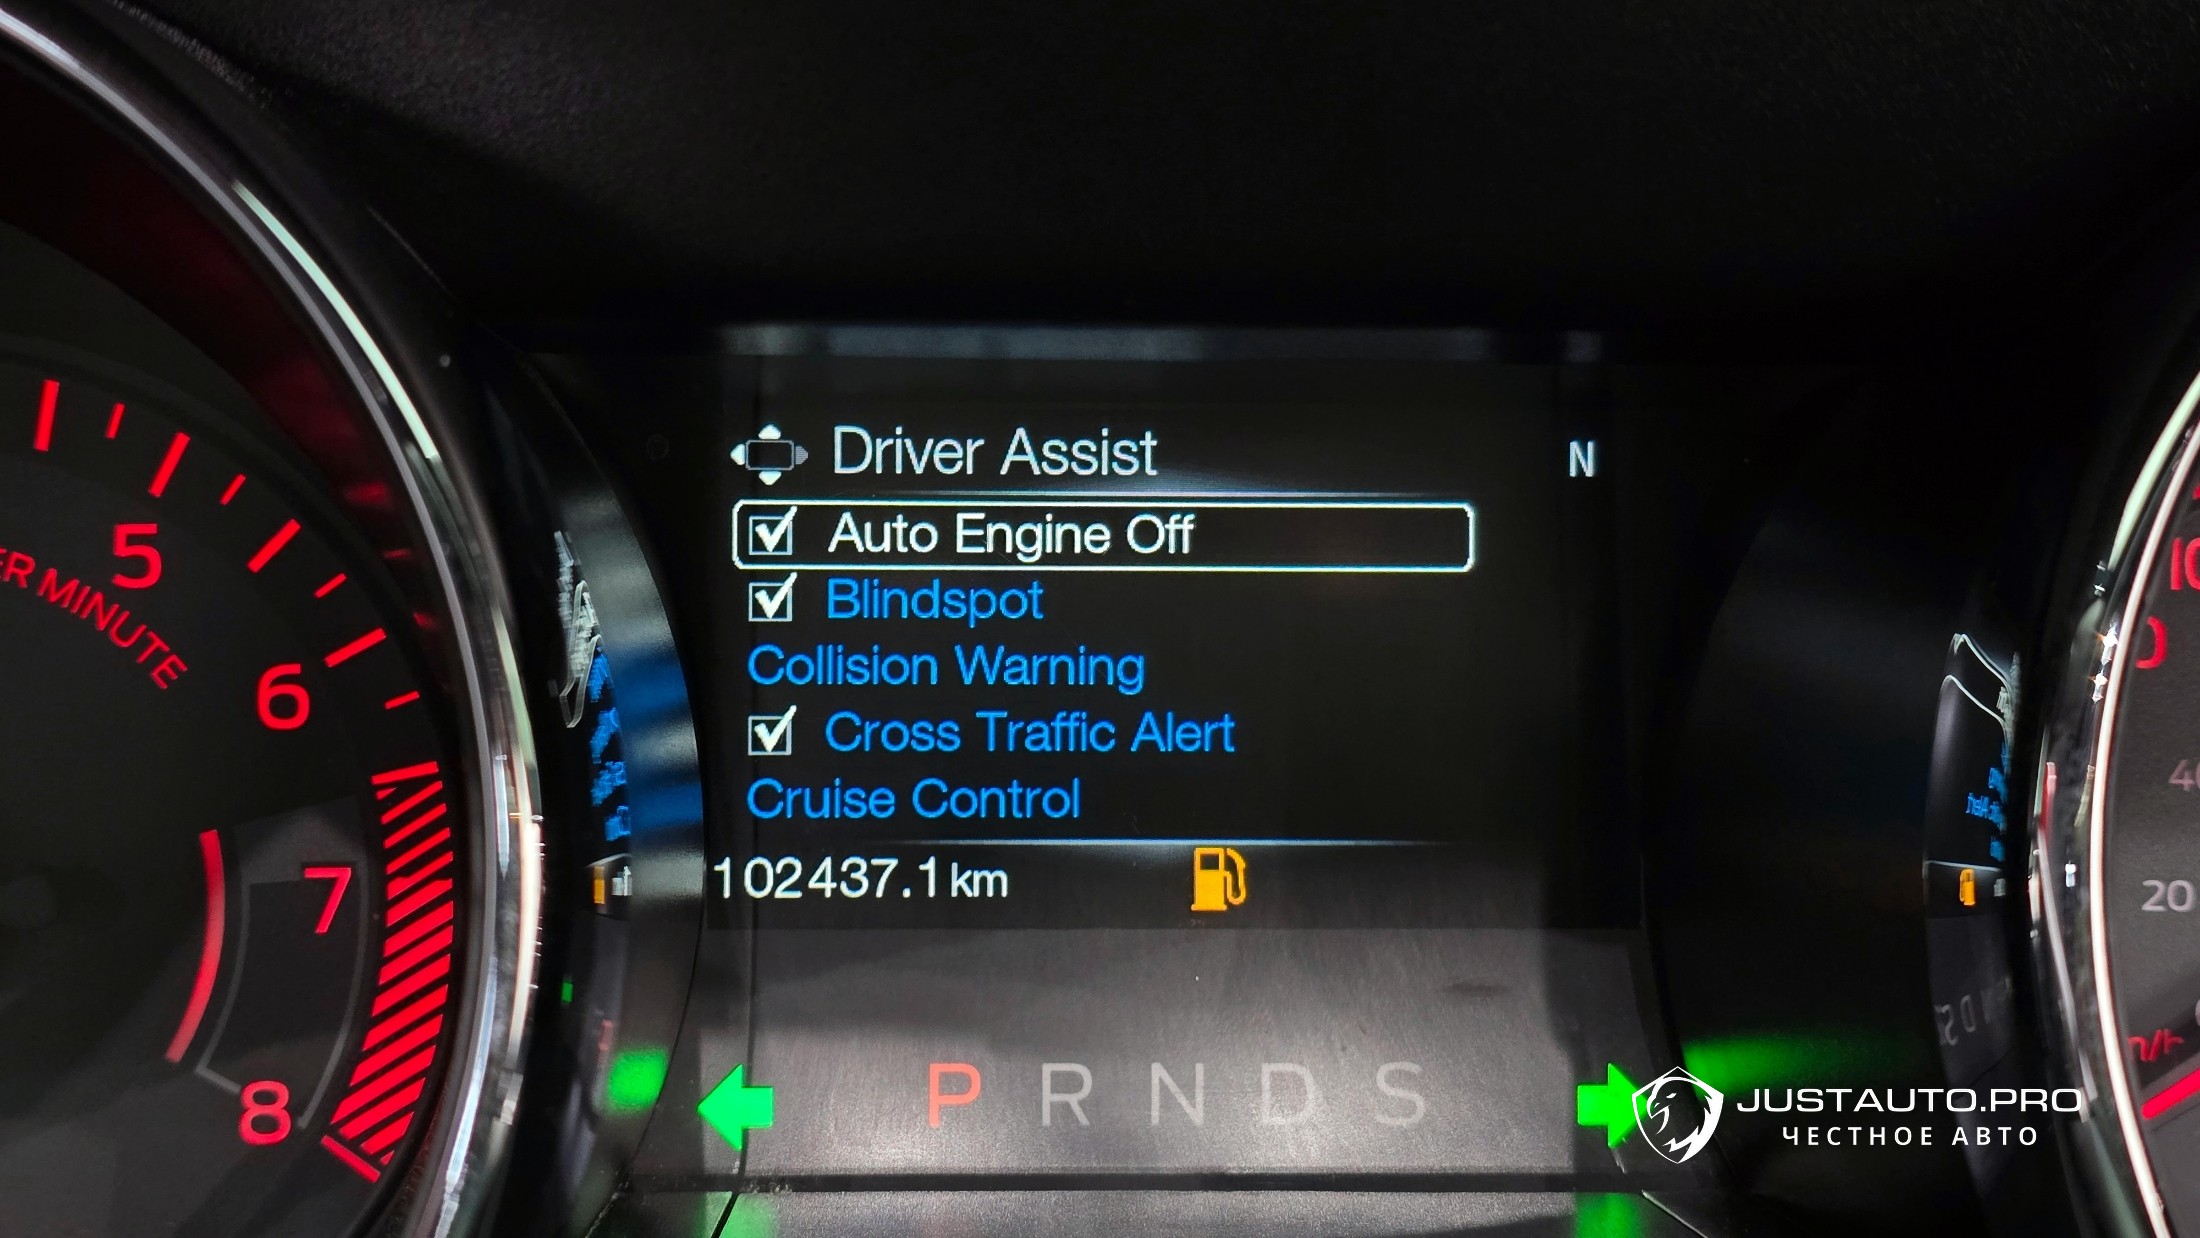 Driver Assist
N
Auto Engine Off
Blindspot
Collision Warning
Cross Traffic Alert
Cruise Control
102437.1 km
P R N D S
5
6
7
8
MINUTE
20
JUSTAUTO.PRO
ЧЕСТНОЕ АВТО